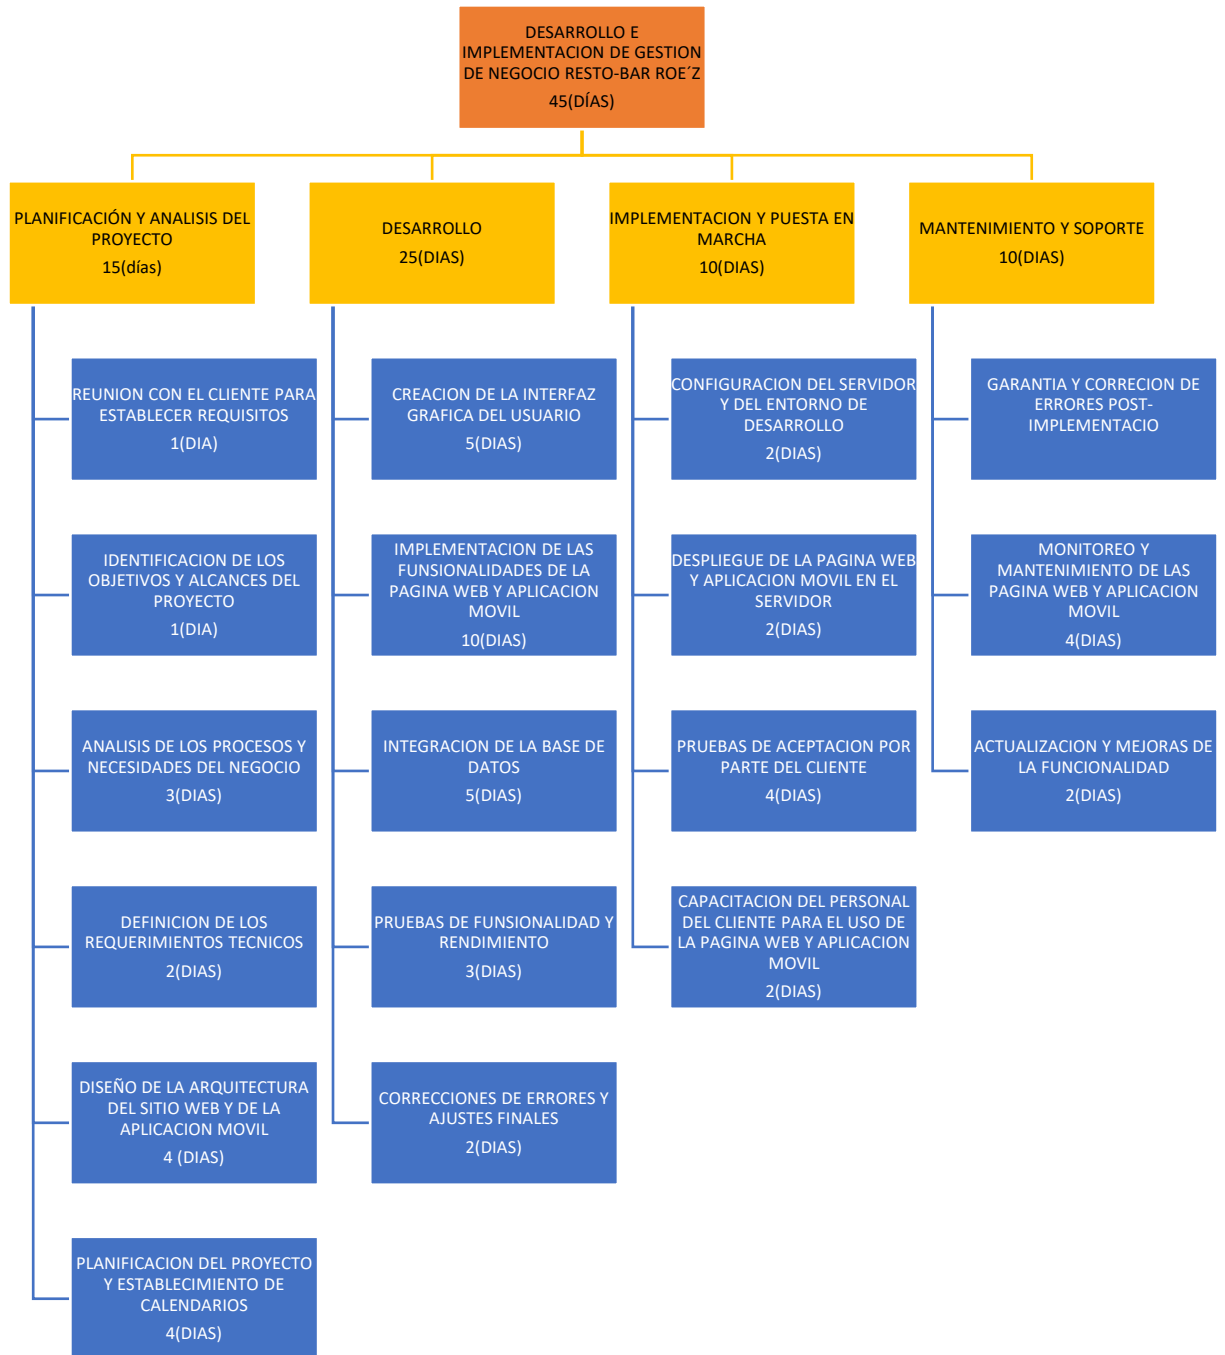 DESARROLLO E
IMPLEMENTACION DE GESTION
DE NEGOCIO RESTO-BAR ROE´Z
45(DÍAS)
PLANIFICACIÓN Y ANALISIS DEL
PROYECTO
15(días)
REUNION CON EL CLIENTE PARA
ESTABLECER REQUISITOS
1(DIA)
IDENTIFICACION DE LOS
OBJETIVOS Y ALCANCES DEL
PROYECTO
1(DIA)
ANALISIS DE LOS PROCESOS Y
NECESIDADES DEL NEGOCIO
3(DIAS)
DEFINICION DE LOS
REQUERIMIENTOS TECNICOS
2(DIAS)
DISEÑO DE LA ARQUITECTURA
DEL SITIO WEB Y DE LA
APLICACION MOVIL
4 (DIAS)
PLANIFICACION DEL PROYECTO
Y ESTABLECIMIENTO DE
CALENDARIOS
4(DIAS)
DESARROLLO
25(DIAS)
CREACION DE LA INTERFAZ
GRAFICA DEL USUARIO
5(DIAS)
IMPLEMENTACION DE LAS
FUNSIONALIDADES DE LA
PAGINA WEB Y APLICACION
MOVIL
10(DIAS)
INTEGRACION DE LA BASE DE
DATOS
5(DIAS)
PRUEBAS DE FUNSIONALIDAD Y
RENDIMIENTO
3(DIAS)
CORRECCIONES DE ERRORES Y
AJUSTES FINALES
2(DIAS)
IMPLEMENTACION Y PUESTA EN
MARCHA
10(DIAS)
CONFIGURACION DEL SERVIDOR
Y DEL ENTORNO DE
DESARROLLO
2(DIAS)
DESPLIEGUE DE LA PAGINA WEB
Y APLICACION MOVIL EN EL
SERVIDOR
2(DIAS)
PRUEBAS DE ACEPTACION POR
PARTE DEL CLIENTE
4(DIAS)
CAPACITACION DEL PERSONAL
DEL CLIENTE PARA EL USO DE
LA PAGINA WEB Y APLICACION
MOVIL
2(DIAS)
MANTENIMIENTO Y SOPORTE
10(DIAS)
GARANTIA Y CORRECION DE
ERRORES POST-
IMPLEMENTACIO
MONITOREO Y
MANTENIMIENTO DE LAS
PAGINA WEB Y APLICACION
MOVIL
4(DIAS)
ACTUALIZACION Y MEJORAS DE
LA FUNCIONALIDAD
2(DIAS)